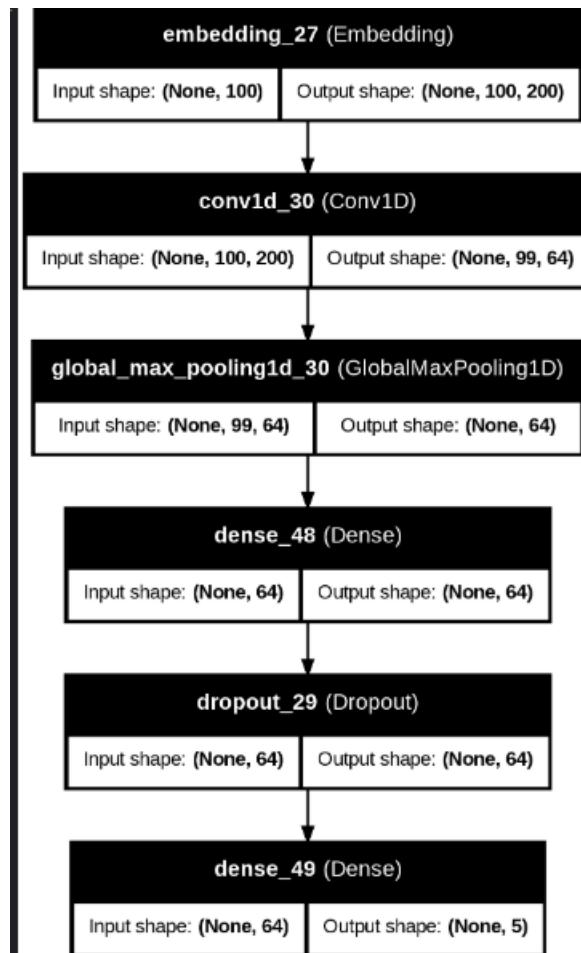 embedding_27 (Embedding)
Input shape: (None, 100) Output shape: (None, 100, 200)
conv1d_30 (Conv1D)
Input shape: (None, 100, 200) Output shape: (None, 99, 64)
global_max_pooling1d_30 (GlobalMaxPooling1D)
Input shape: (None, 99, 64) Output shape: (None, 64)
dense_48 (Dense)
Input shape: (None, 64) Output shape: (None, 64)
dropout_29 (Dropout)
Input shape: (None, 64) Output shape: (None, 64)
dense_49 (Dense)
Input shape: (None, 64) Output shape: (None, 5)